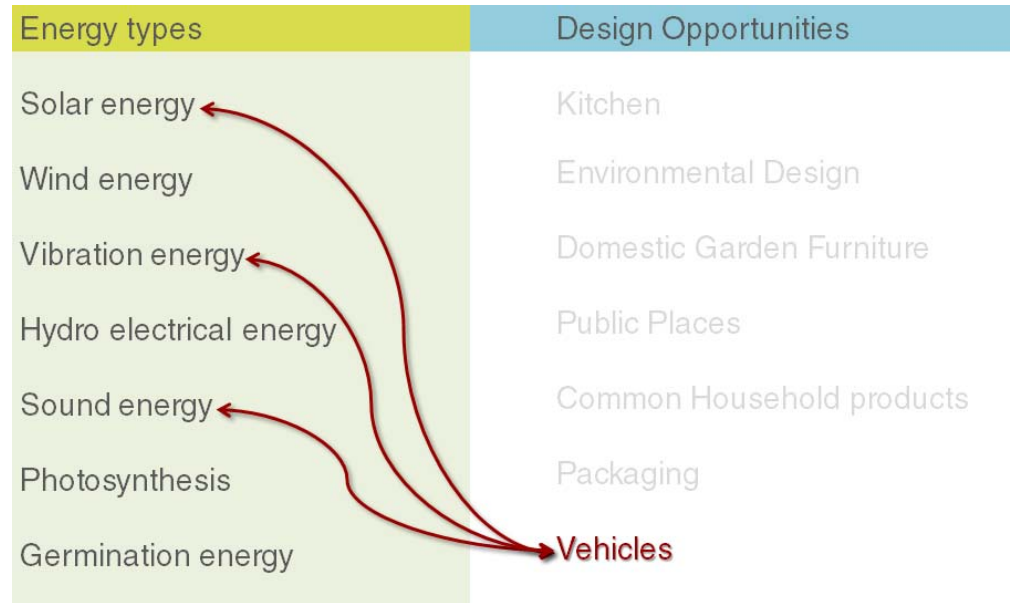 Energy types
Design Opportunities
Solar energy
Kitchen
Wind energy
Environmental Design
Vibration energy
Domestic Garden Furniture
Hydro electrical energy
Public Places
Sound energy
Common Household products
Photosynthesis
Packaging
Germination energy
Vehicles